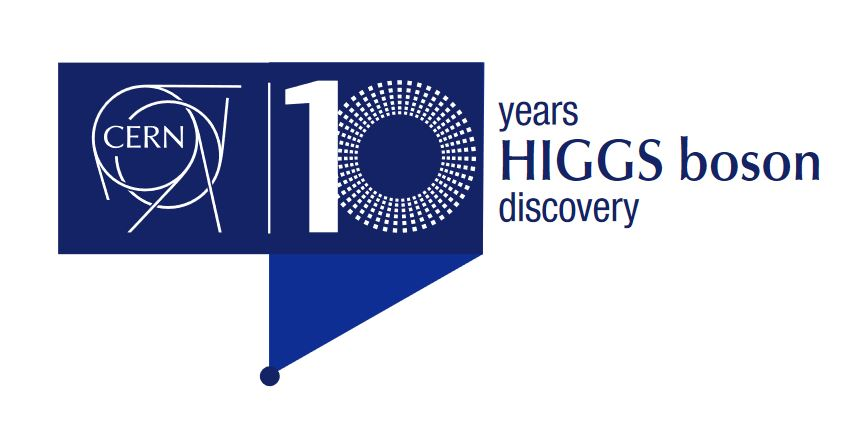 CERN
10
years
HIGGS boson
discovery